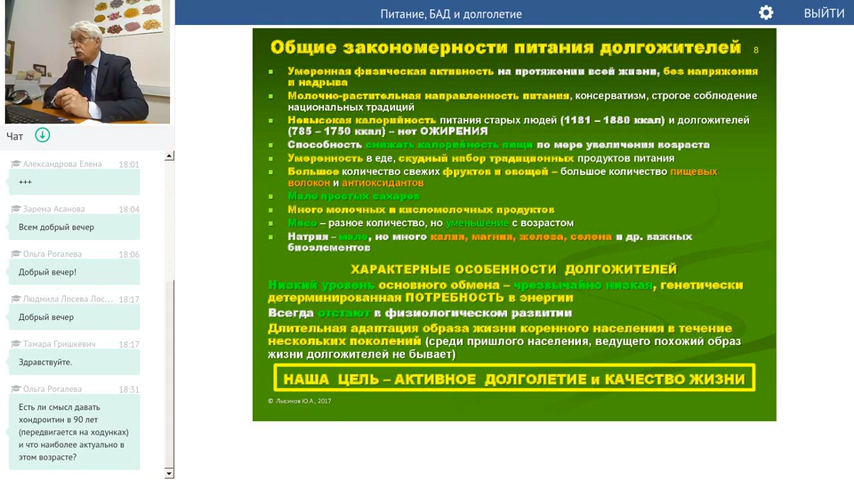 Питание, БАД и долголетие
ВЫЙТИ
Чат
Александрова Елена 18:01
+++
Зарема Асанова 18:04
Всем добрый вечер
Ольга Рогалева 18:06
Добрый вечер!
Людмила Лосева Лос... 18:17
Добрый вечер
Тамара Гришкевич 18:17
Здравствуйте.
Ольга Рогалева 18:31
Есть ли смысл давать
хондроитин в 90 лет
(передвигается на ходунках)
и что наиболее актуально в
этом возрасте?
Общие закономерности питания долгожителей 8
Умеренная физическая активность на протяжении всей жизни, без напряжения
и надрыва
Молочно-растительная направленность питания, консерватизм, строгое соблюдение
национальных традиций
Невысокая калорийность питания старых людей (1181 – 1880 ккал) и долгожителей
(785 – 1750 ккал) – нет ОЖИРЕНИЯ
Способность снижать калорийность пищи по мере увеличения возраста
Умеренность в еде, скудный набор традиционных продуктов питания
Большое количество свежих фруктов и овощей – большое количество пищевых
волокон и антиоксидантов
Мало простых сахаров
Много молочных и кисломолочных продуктов
Мясо – разное количество, но уменьшение с возрастом
Натрия – мало, но много калия, магния, железа, селена и др. важных
биоэлементов
ХАРАКТЕРНЫЕ ОСОБЕННОСТИ ДОЛГОЖИТЕЛЕЙ
Низкий уровень основного обмена – чрезвычайно низкая, генетически
детерминированная ПОТРЕБНОСТЬ в энергии
Всегда отстают в физиологическом развитии
Длительная адаптация образа жизни коренного населения в течение
нескольких поколений (среди пришлого населения, ведущего похожий образ
жизни долгожителей не бывает)
НАША ЦЕЛЬ – АКТИВНОЕ ДОЛГОЛЕТИЕ и КАЧЕСТВО ЖИЗНИ
© Лысиков Ю.А., 2017